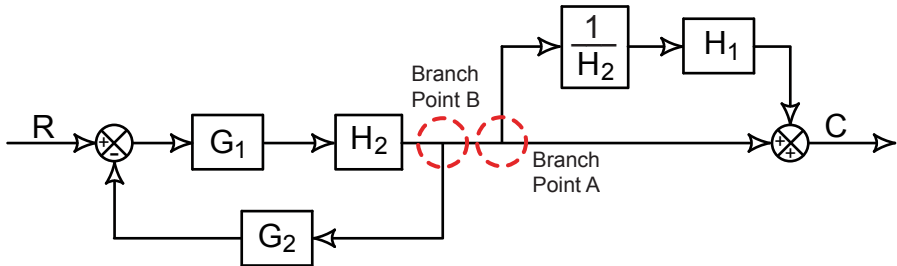 1
H2
H1
Branch
Point B
R
+
-
G1
H2
+
+
C
Branch
Point A
G2